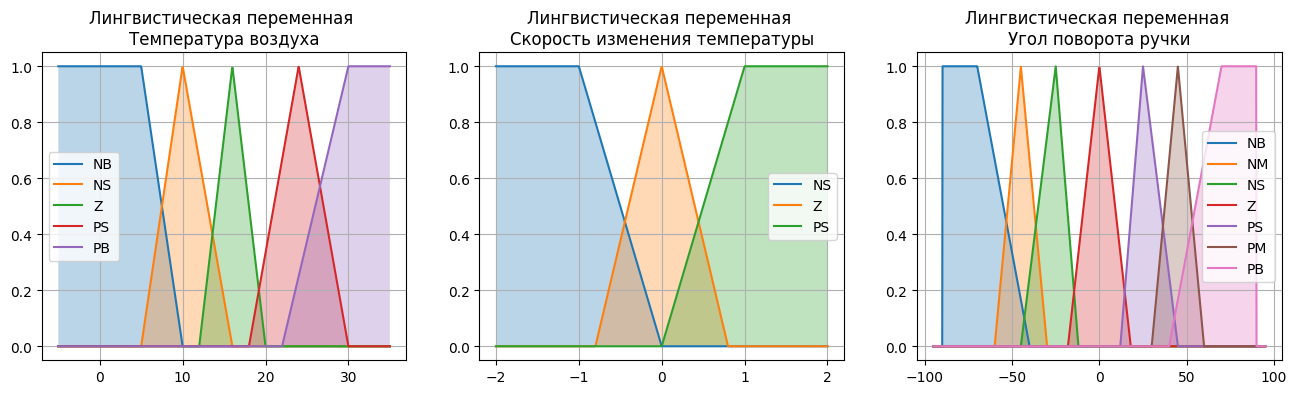 Лингвистическая переменная
Температура воздуха
1.0
0.8
0.6
0.4
0.2
0.0
NB
NS
Z
PS
PB
0
10
20
30
Лингвистическая переменная
Скорость изменения температуры
1.0
0.8
0.6
0.4
0.2
0.0
NS
Z
PS
−2
−1
0
1
2
Лингвистическая переменная
Угол поворота ручки
1.0
0.8
0.6
0.4
0.2
0.0
NB
NM
NS
Z
PS
PM
PB
−100
−50
0
50
100